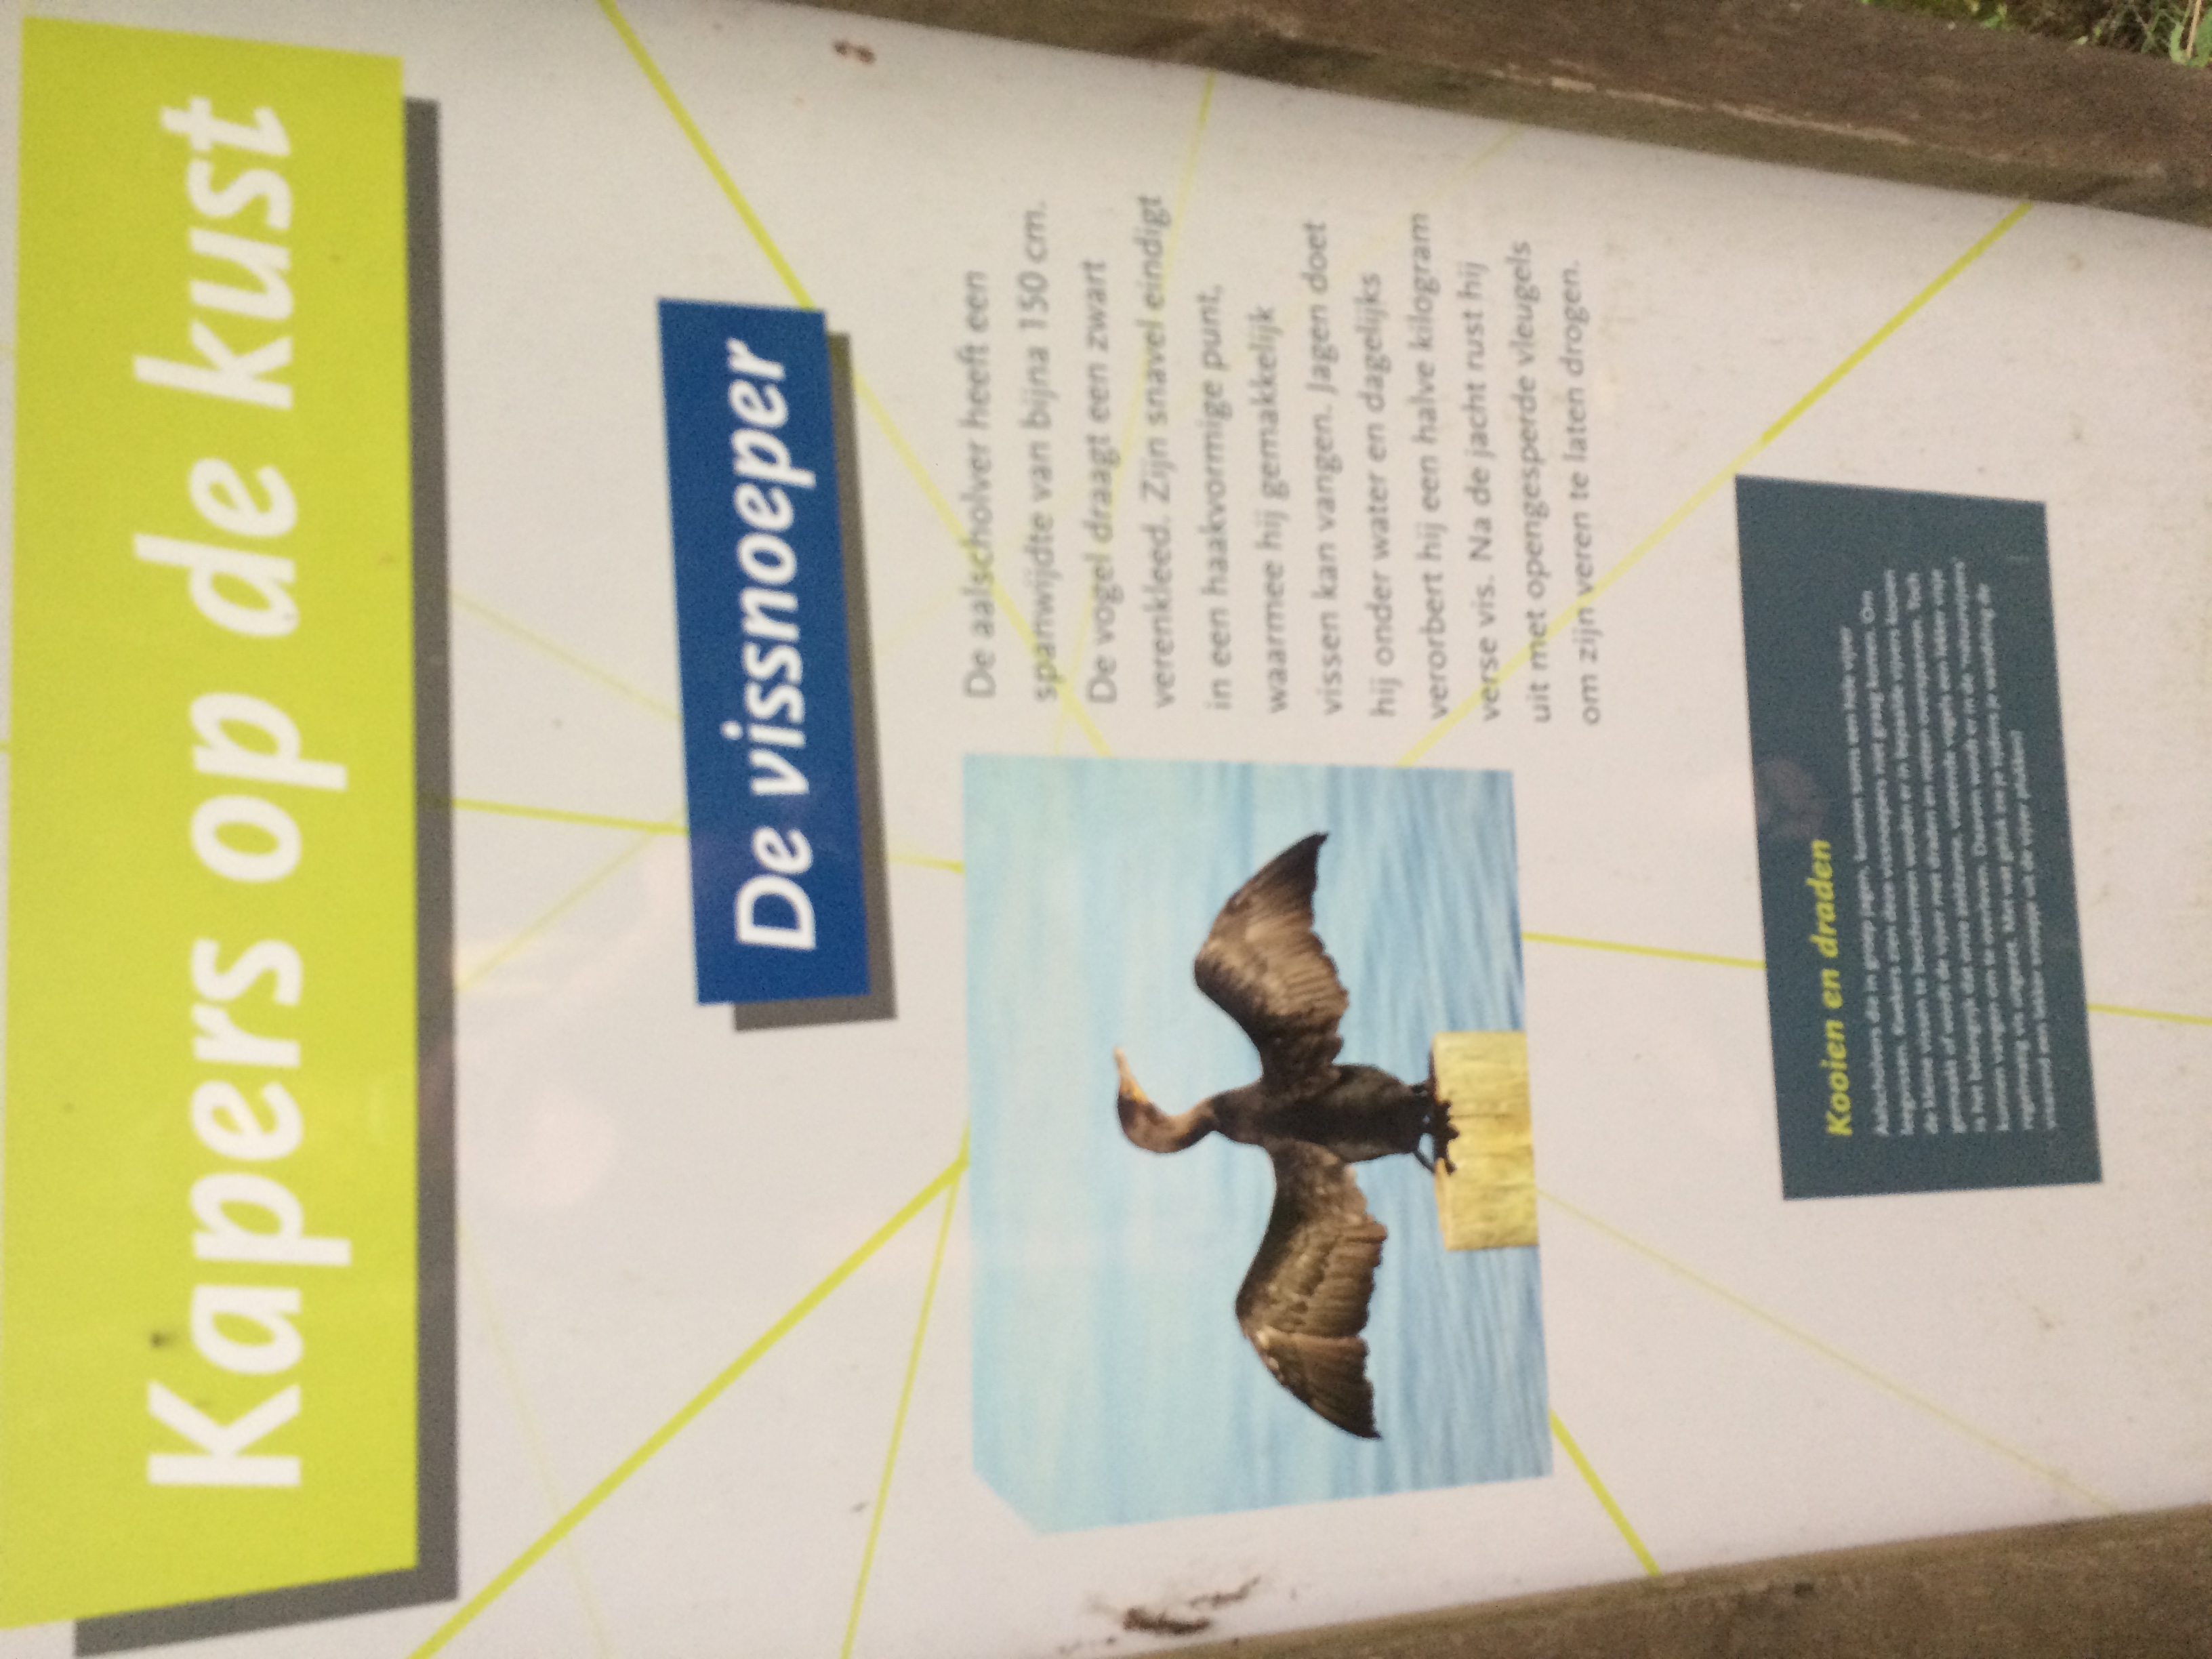 Kapers op de kust
De vissnoeper
De aalscholver heeft een
spanwijdte van bijna 150 cm.
De vogel draagt een zwart
verenkleed. Zijn snavel eindigt
in een haakvormige punt,
waarmee hij gemakkelijk
vissen kan vangen. Jagen doet
hij onder water en dagelijks
verorbert hij een halve kilogram
verse vis. Na de jacht rust hij
uit met opengesperde vleugels
om zijn veren te laten drogen.
Kooien en draden
Aalscholvers die in groep jagen, kunnen soms een hele vijver
leegvissen. Kwekers zien deze vissnoepers niet graag komen. Om
de kleine vissen te beschermen worden er in bepaalde vijvers kooien
gemaakt of wordt de vijver met draden en netten overspannen. Toch
is het belangrijk dat onze zeldzame, visetende vogels een lekker visje
kunnen vangen om te overleven. Daarom wordt er in de 'natuurvijvers'
regelmatig vis uitgezet. Met wat geluk zie je tijdens je wandeling de
visarend een lekker snoepje uit de vijver plukken!